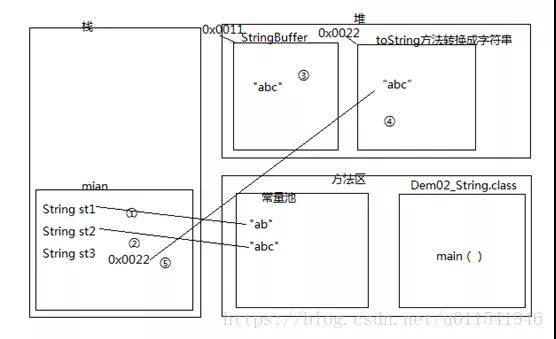 栈
堆
0x0011
StringBuffer
0x0022
toString方法转换成字符串
"abc"
③
“abc”
④
mian
String st1
①
String st2
②
String st3
0x0022
⑤
方法区
常量池
"ab"
"abc"
Dem02_String.class
main（ ）
https://blog.csdn.net/u011541946